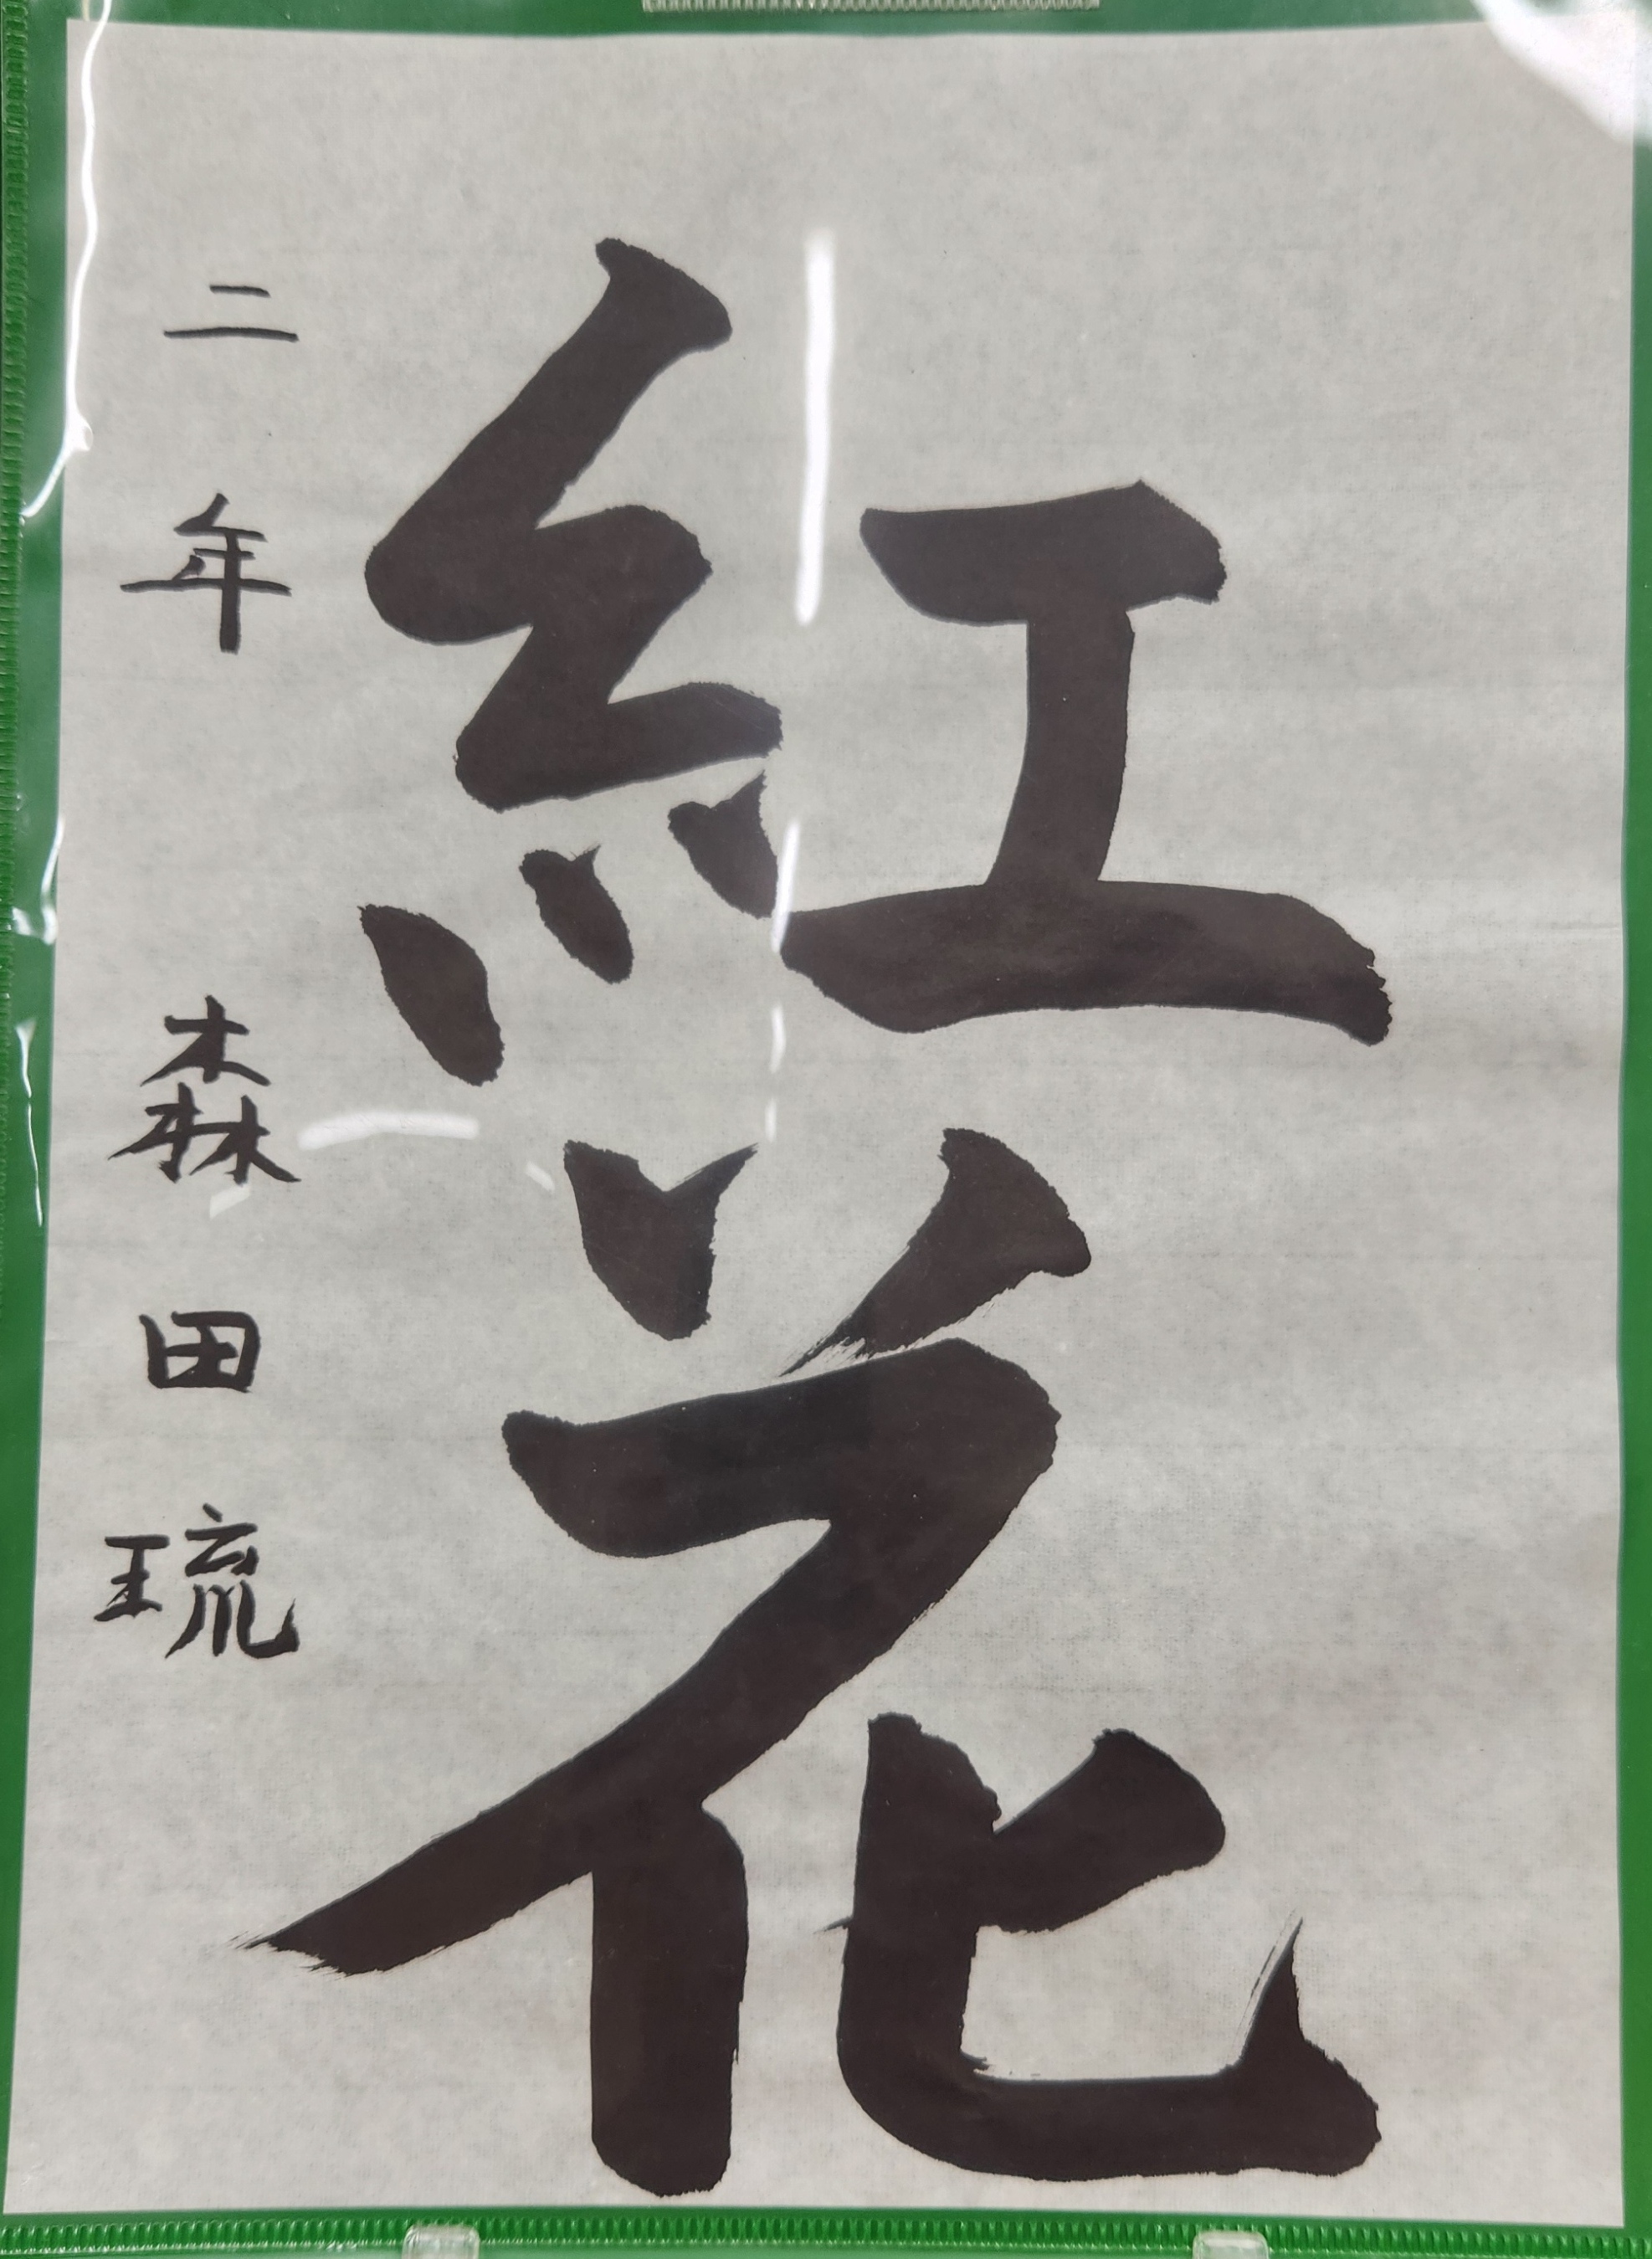 紅花
二年 森田琉